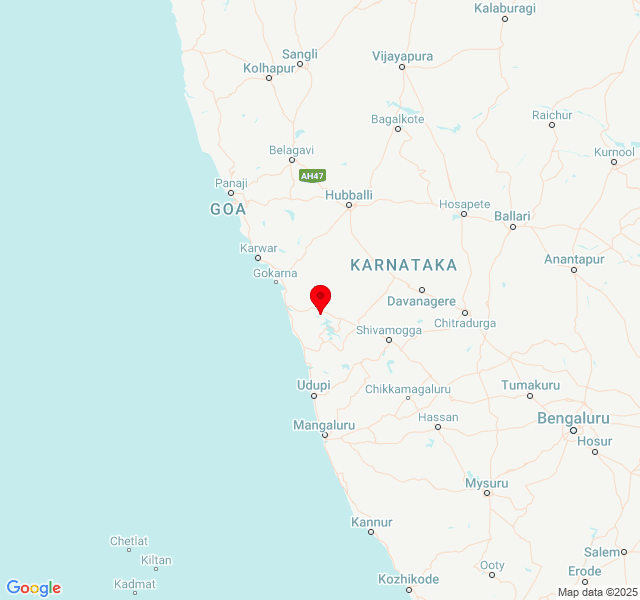 Kalaburagi
Sangli
Vijayapura
Kolhapur
Bagalkote
Raichur
Belagavi
Kurnool
AH47
Panaji
Hubballi
GOA
Hosapete
Ballari
Karwar
KARNATAKA
Anantapur
Gokarna
Davanagere
Chitradurga
Shivamogga
Udupi
Chikkamagaluru
Tumakuru
Hassan
Bengaluru
Mangaluru
Hosur
Mysuru
Kannur
Chetlat
Kiltan
Salem
Ooty
Erode
Kadmat
Kozhikode
Google
Map data ©2025